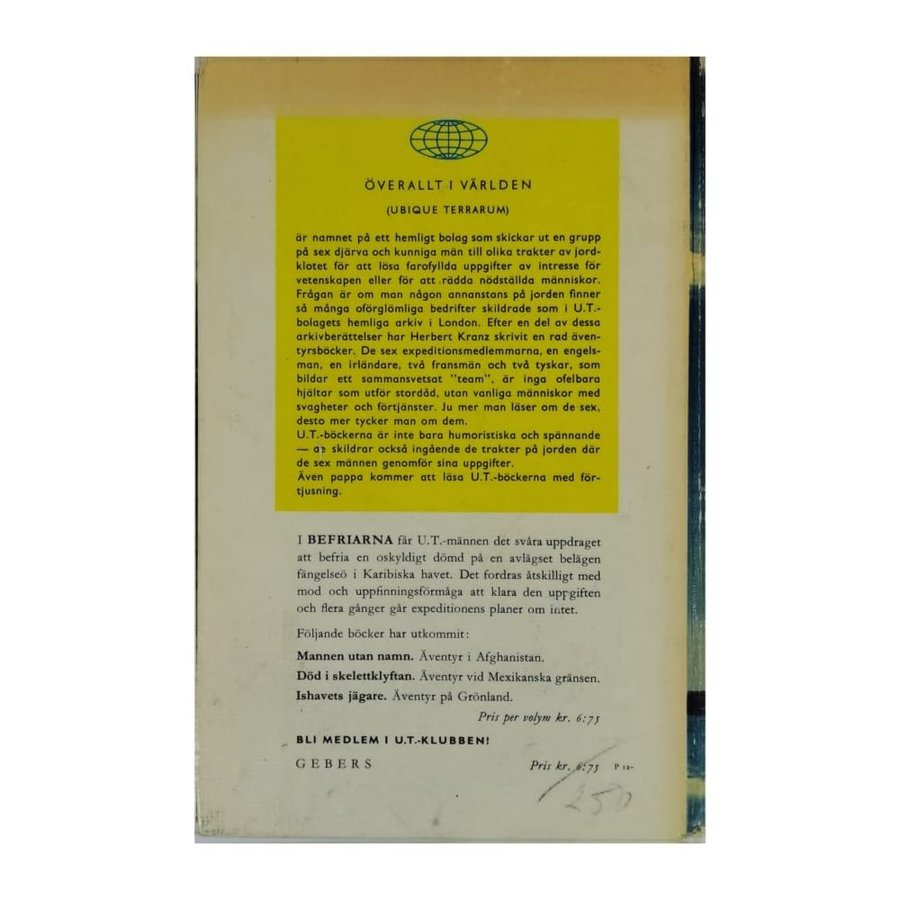 ÖVERALLT I VÄRLDEN
(UBIQUE TERRARUM)
är namnet på ett hemligt bolag som skickar ut en grupp
på sex djärva och kunniga män till olika trakter av jord-
klotet för att lösa farofyllda uppgifter av intresse för
vetenskapen eller för att rädda nödställda människor.
Frågan är om man någon annanstans på jorden finner
så många oförglömliga bedrifter skildrade som i U.T.-
bolagets hemliga arkiv i London. Efter en del av dessa
arkivberättelser har Herbert Kranz skrivit en rad även-
tyrsböcker. De sex expeditionsmedlemmarna, en engels-
man, en irländare, två fransmän och två tyskar, som
bildar ett sammansvetsat "team", är inga ofelbara
hjältar som utför stordåd, utan vanliga människor med
svagheter och förtjänster. Ju mer man läser om de sex,
desto mer tycker man om dem.
U.T.-böckerna är inte bara humoristiska och spännande
— de skildrar också ingående de trakter på jorden där
de sex männen genomför sina uppgifter.
Även pappa kommer att läsa U.T.-böckerna med för-
tjusning.
I BEFRIARNA får U.T.-männen det svåra uppdraget
att befria en oskyldigt dömd på en avlägset belägen
fängelseö i Karibiska havet. Det fordras åtskilligt med
mod och uppfinningsförmåga att klara den uppgiften
och flera gånger går expeditionens planer om intet.
Följande böcker har utkommit:
Mannen utan namn. Äventyr i Afghanistan.
Död i skelettklyftan. Äventyr vid Mexikanska gränsen.
Ishavets jägare. Äventyr på Grönland.
Pris per volym kr. 6:75
BLI MEDLEM I U.T.-KLUBBEN!
GEBERS Pris kr. 6:75 P 12-
250